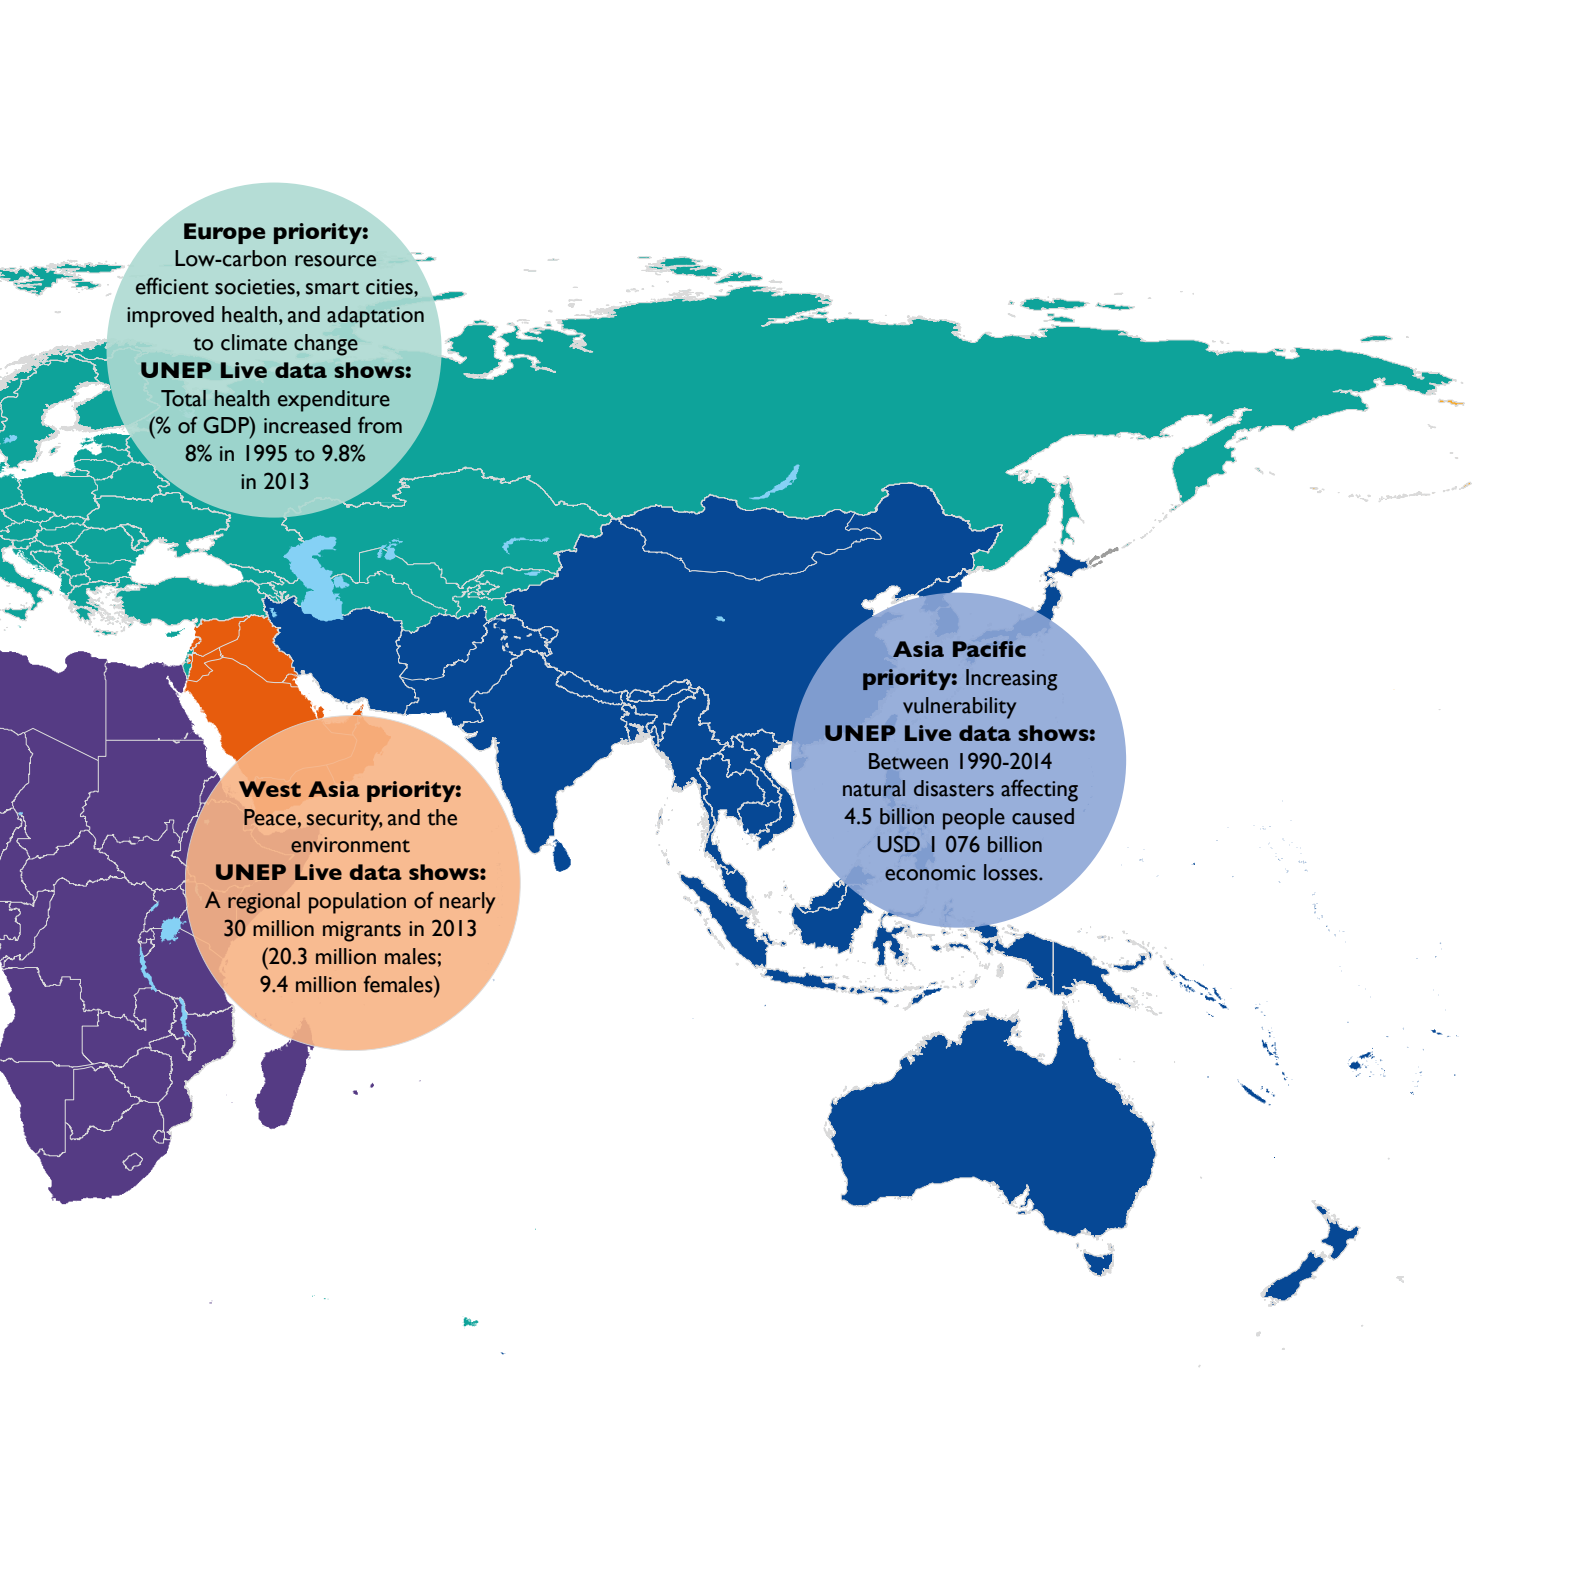 Europe priority:
Low-carbon resource
efficient societies, smart cities,
improved health, and adaptation
to climate change
UNEP Live data shows:
Total health expenditure
(% of GDP) increased from
8% in 1995 to 9.8%
in 2013
Asia Pacific
priority: Increasing
vulnerability
UNEP Live data shows:
Between 1990-2014
natural disasters affecting
4.5 billion people caused
USD 1 076 billion
economic losses.
West Asia priority:
Peace, security, and the
environment
UNEP Live data shows:
A regional population of nearly
30 million migrants in 2013
(20.3 million males;
9.4 million females)